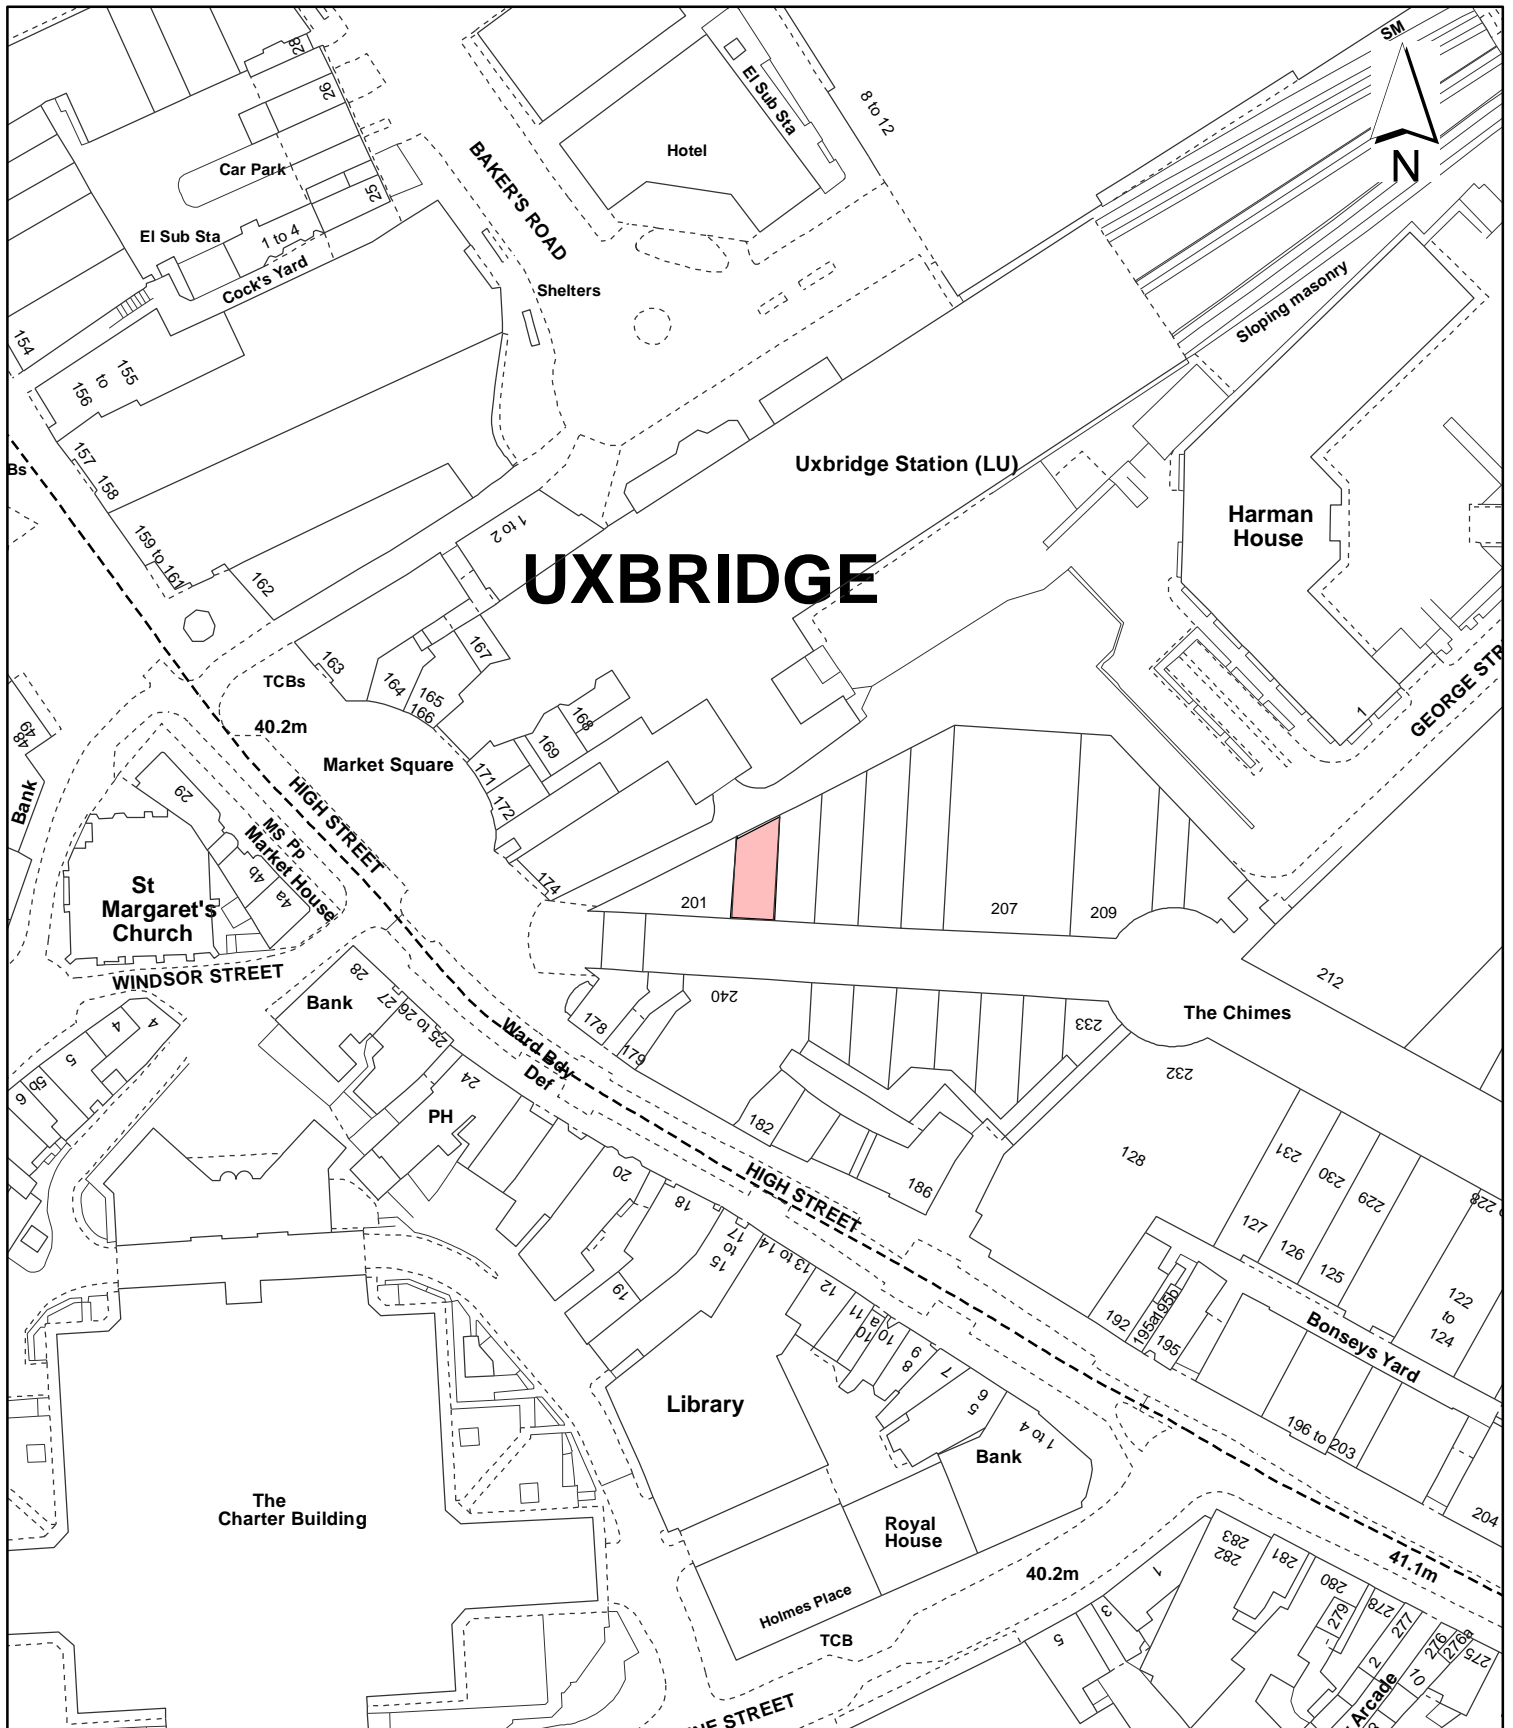 SM
28
26
El Sub Sta
8 to 12
Car Park
BAKER'S ROAD
Hotel
N
25
El Sub Sta
1 to 4
Cock's Yard
Shelters
Sloping masonry
154
155
to
156
157
Bs
158
Uxbridge Station (LU)
1 to 2
Harman
House
159 to 161
162
UXBRIDGE
163
167
164
165
166
TCBs
40.2m
GEORGE STR
1
168
169
48
49
Market Square
171
172
Bank
29
HIGH STREET
MS Pp
Market House
4b
4a
174
St
Margaret's
Church
201
207
209
WINDSOR STREET
28
Bank
27
25 to 26
240
212
178
179
The Chimes
233
232
4
4
5
5b
6
Ward Bdy
Def
24
PH
182
128
231
230
229
228
20
18
HIGH STREET
186
127
126
125
17
to
15
13 to 14
12
19
11
10a
10
9
8
7
6
5
192
195a
195b
195
122
to
124
Bonseys Yard
Library
1 to 4
Bank
196 to 203
The
Charter Building
Royal
House
204
283
282
281
41.1m
40.2m
280
1
3
5
Holmes Place
TCB
279
278
277
276
276a
275
2
10
Arcade
NE STREET